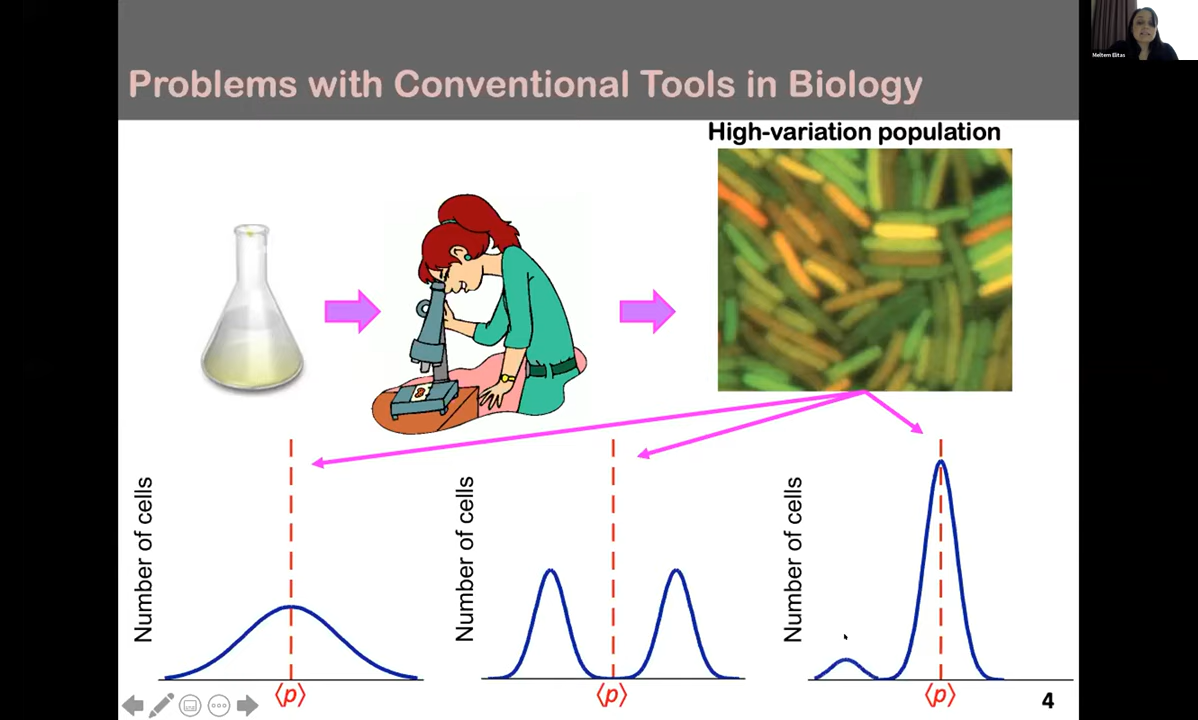 Problems with Conventional Tools in Biology
Meltem Elitas
High-variation population
Number of cells
Number of cells
Number of cells
⟨p⟩
⟨p⟩
⟨p⟩
4